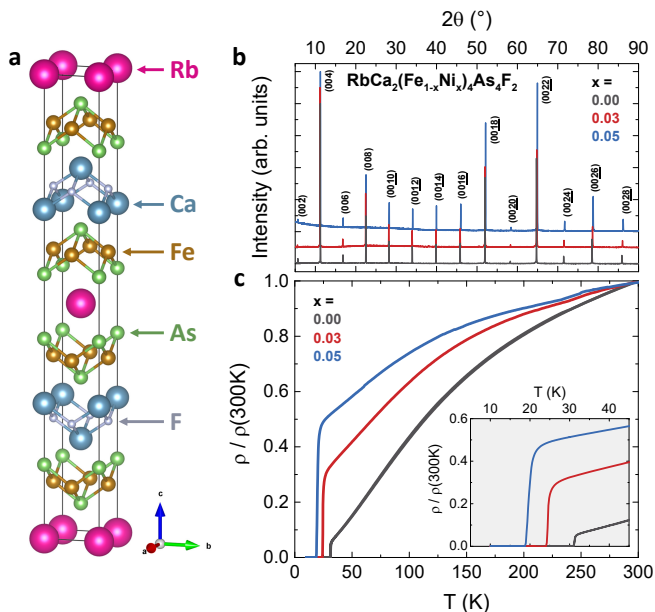 a
Rb
Ca
Fe
As
F
c
a
b
2θ (°)
10 20 30 40 50 60 70 80 90
b
RbCa₂(Fe₁₋ₓNiₓ)₄As₄F₂
x =
0.00
0.03
0.05
Intensity (arb. units)
(002)
(004)
(006)
(008)
(0010)
(0012)
(0014)
(0016)
(0018)
(0020)
(0022)
(0024)
(0026)
(0028)
c
x =
0.00
0.03
0.05
ρ / ρ(300K)
1.0
0.8
0.6
0.4
0.2
0.0
0 50 100 150 200 250 300
T (K)
T (K)
10 20 30 40
ρ / ρ(300K)
0.6
0.4
0.2
0.0